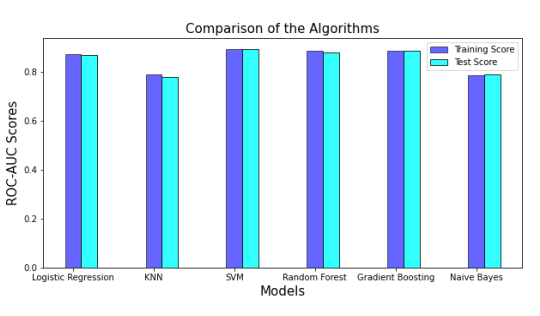 Comparison of the Algorithms
Training Score
Test Score
ROC-AUC Scores
0.8
0.6
0.4
0.2
0.0
Logistic Regression KNN SVM Random Forest Gradient Boosting Naive Bayes
Models